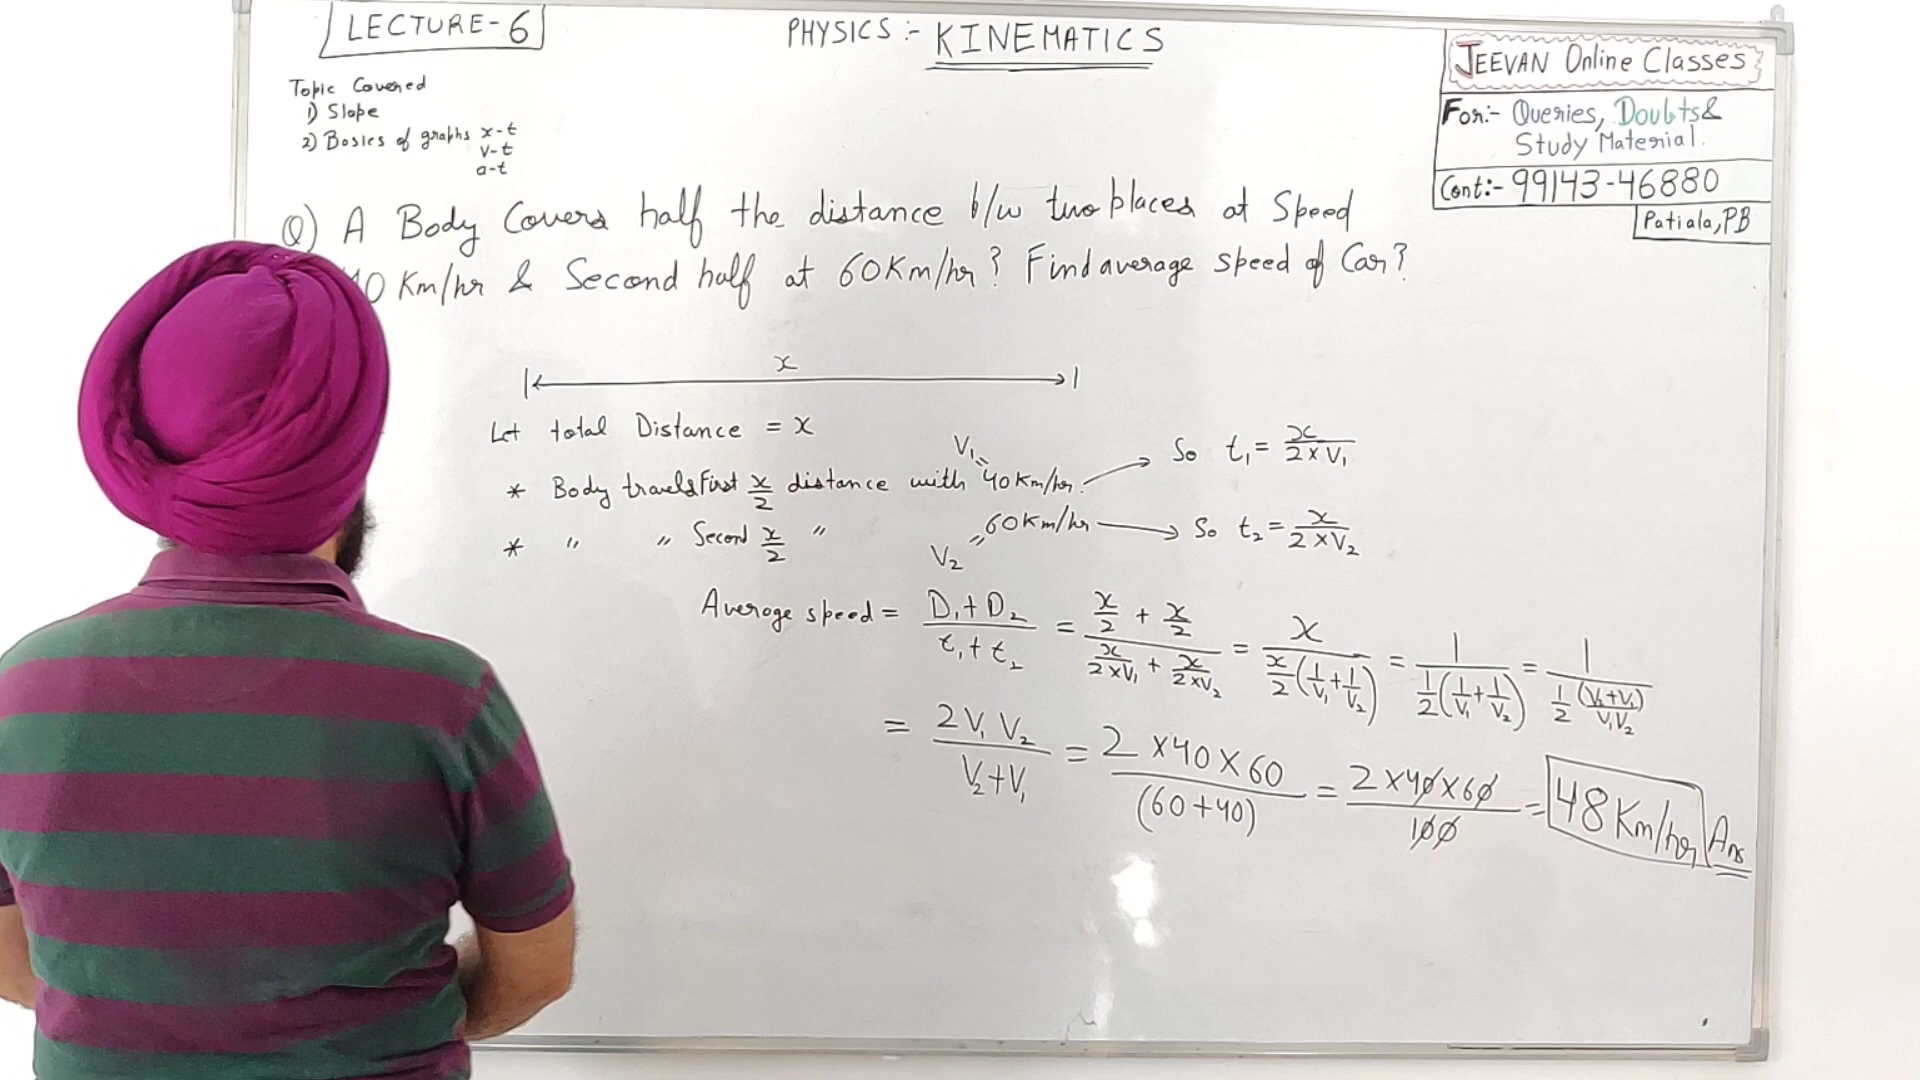 LECTURE-6
PHYSICS :- KINEMATICS
JEEVAN Online Classes
For:- Queries, Doubts &
Study Material.
Cont:- 99143-46880
Patiala, PB
Topic Covered
1) Slope
2) Basics of graphs x-t
v-t
a-t
Q) A Body Covers half the distance b/w two places at Speed
40 Km/hr & Second half at 60Km/hr? Find average speed of Car?
x
Let total Distance = x
* Body travels First x/2 distance with V₁ = 40Km/hr. → So t₁ = x/(2×V₁)
* " " Second x/2 " V₂ = 60Km/hr → So t₂ = x/(2×V₂)
Average speed = (D₁+D₂)/(t₁+t₂) = (x/2 + x/2)/(x/(2×V₁) + x/(2×V₂)) = x/(x/2(1/V₁+1/V₂)) = 1/(1/2(1/V₁+1/V₂)) = 1/(1/2 (V₂+V₁)/(V₁V₂))
= 2V₁V₂/(V₂+V₁) = 2×40×60/(60+40) = 2×40×60/100 = 48 Km/hr Ans